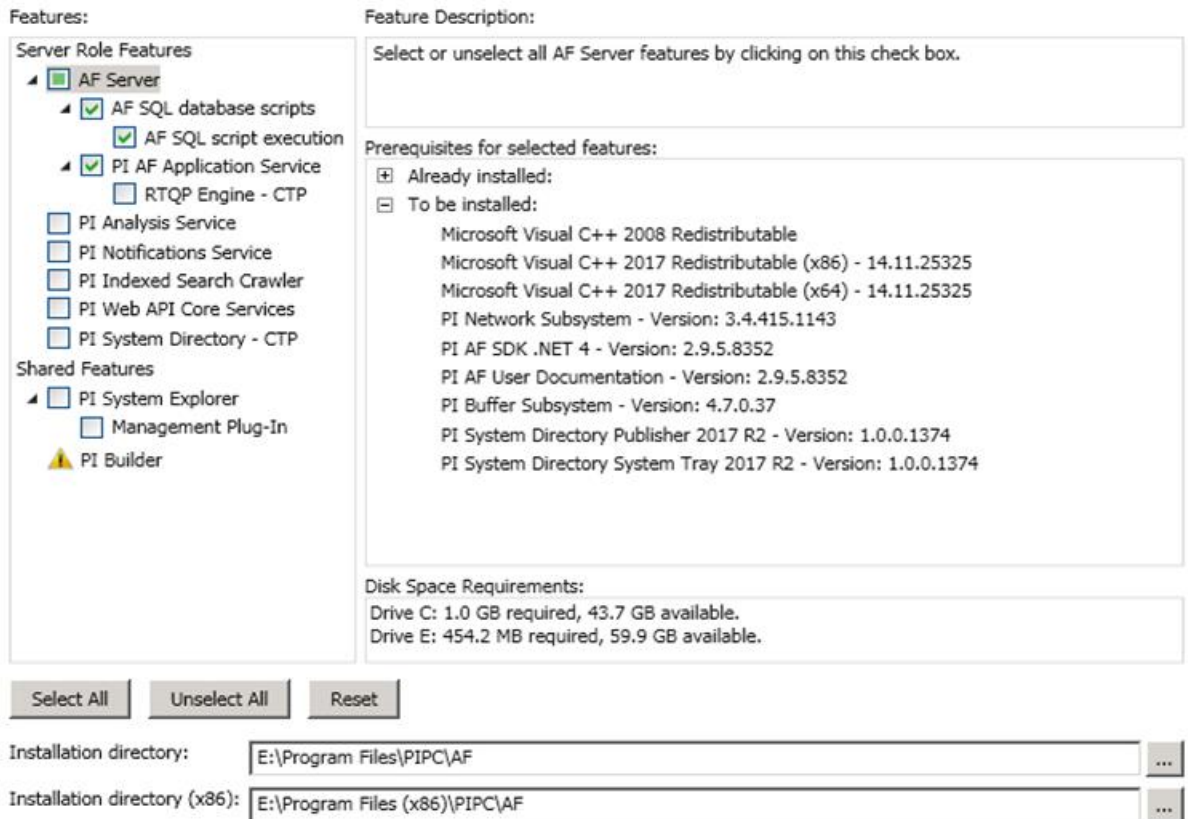 Features:
Server Role Features
AF Server
AF SQL database scripts
AF SQL script execution
PI AF Application Service
RTQP Engine - CTP
PI Analysis Service
PI Notifications Service
PI Indexed Search Crawler
PI Web API Core Services
PI System Directory - CTP
Shared Features
PI System Explorer
Management Plug-In
PI Builder
Feature Description:
Select or unselect all AF Server features by clicking on this check box.
Prerequisites for selected features:
Already installed:
To be installed:
Microsoft Visual C++ 2008 Redistributable
Microsoft Visual C++ 2017 Redistributable (x86) - 14.11.25325
Microsoft Visual C++ 2017 Redistributable (x64) - 14.11.25325
PI Network Subsystem - Version: 3.4.415.1143
PI AF SDK .NET 4 - Version: 2.9.5.8352
PI AF User Documentation - Version: 2.9.5.8352
PI Buffer Subsystem - Version: 4.7.0.37
PI System Directory Publisher 2017 R2 - Version: 1.0.0.1374
PI System Directory System Tray 2017 R2 - Version: 1.0.0.1374
Disk Space Requirements:
Drive C: 1.0 GB required, 43.7 GB available.
Drive E: 454.2 MB required, 59.9 GB available.
Select All
Unselect All
Reset
Installation directory: E:\Program Files\PIPC\AF ...
Installation directory (x86): E:\Program Files (x86)\PIPC\AF ...